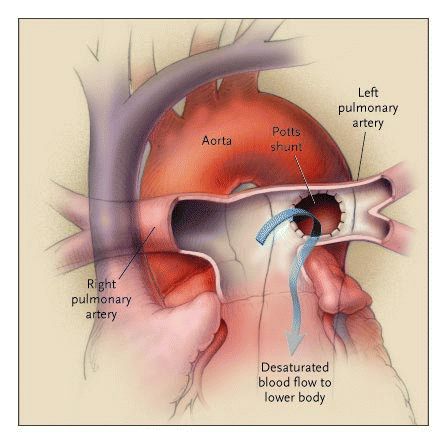 Left
pulmonary
artery
Aorta
Potts
shunt
Right
pulmonary
artery
Desaturated
blood flow to
lower body